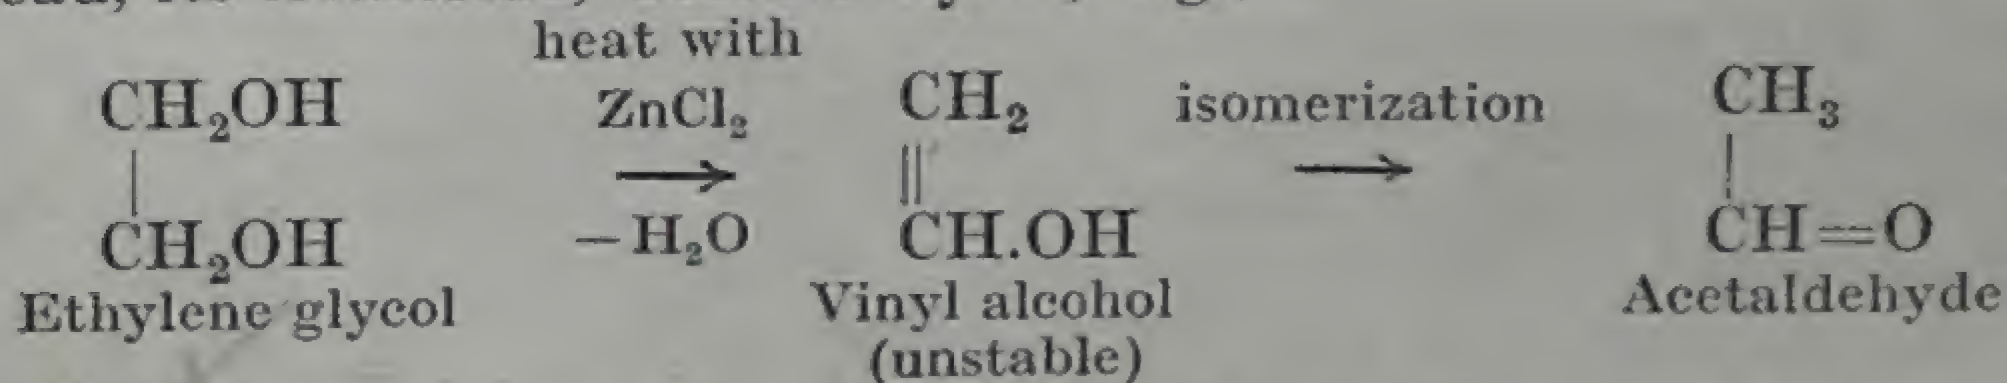 heat with
CH₂OH ZnCl₂ CH₂ isomerization CH₃
| → || → |
CH₂OH −H₂O CH.OH CH=O
Ethylene glycol Vinyl alcohol Acetaldehyde
(unstable)